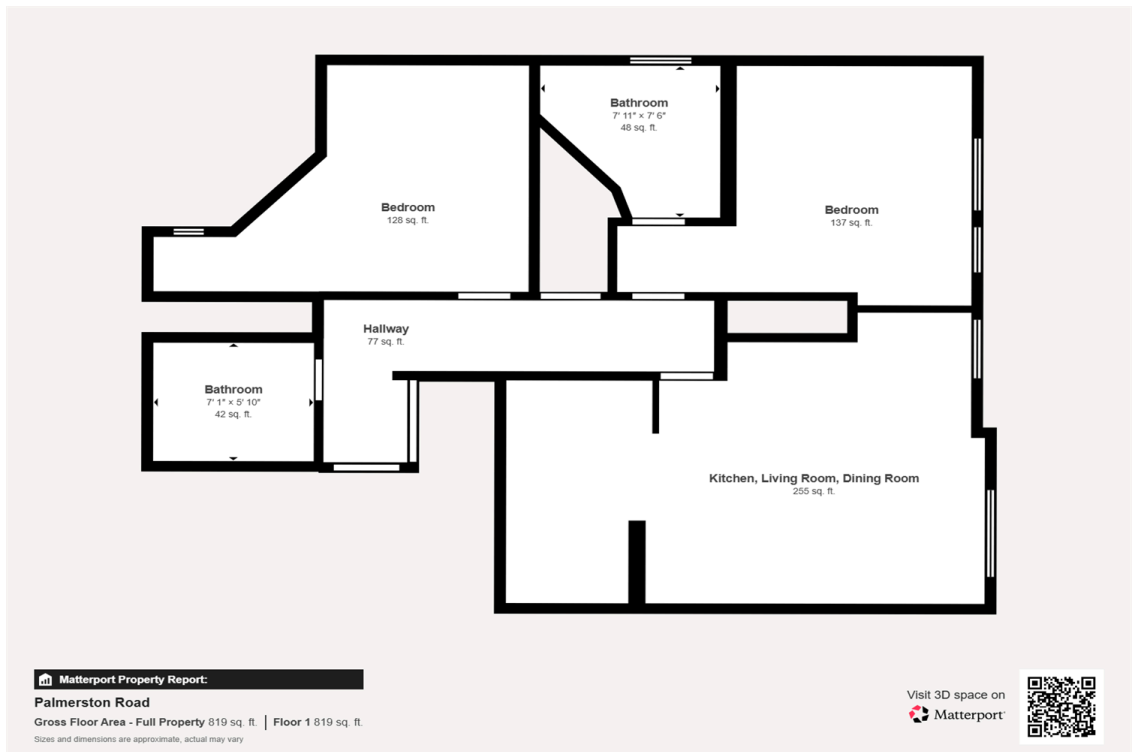 Bathroom
7' 11" × 7' 6"
48 sq. ft.
Bedroom
128 sq. ft.
Bedroom
137 sq. ft.
Hallway
77 sq. ft.
Bathroom
7' 1" × 5' 10"
42 sq. ft.
Kitchen, Living Room, Dining Room
255 sq. ft.
Matterport Property Report:
Palmerston Road
Gross Floor Area - Full Property 819 sq. ft. | Floor 1 819 sq. ft.
Sizes and dimensions are approximate, actual may vary
Visit 3D space on
Matterport